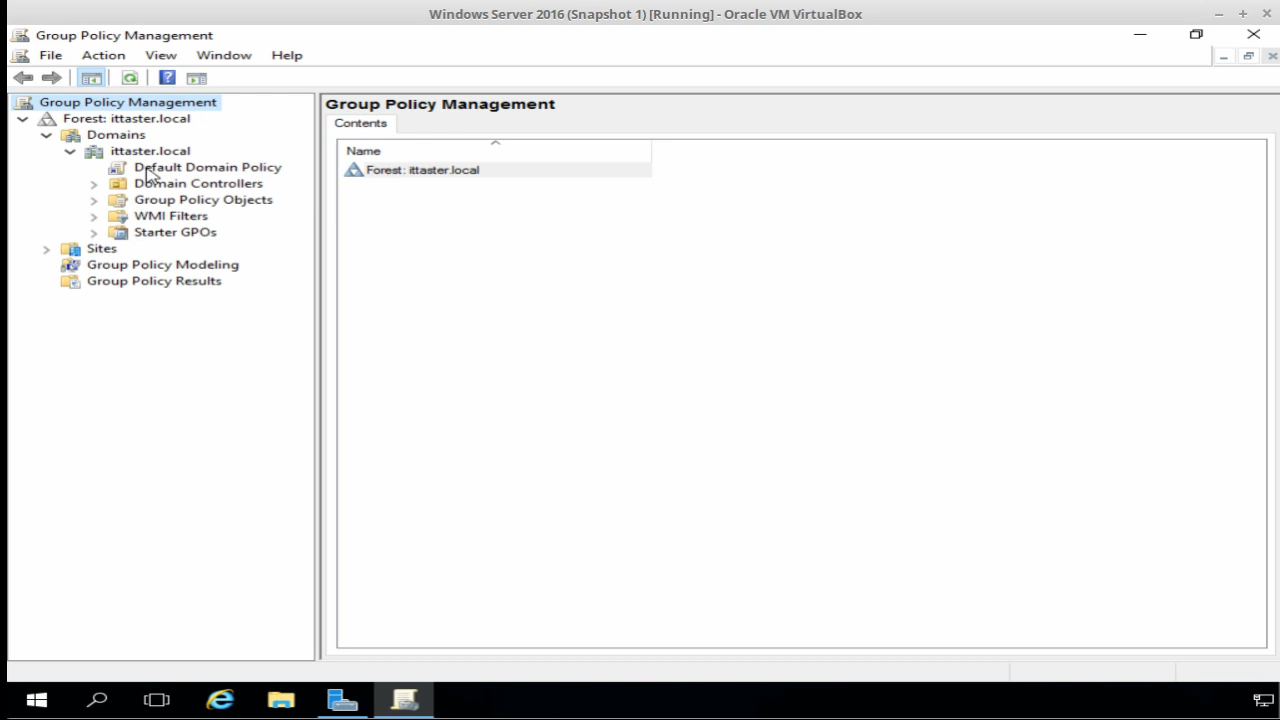 Windows Server 2016 (Snapshot 1) [Running] - Oracle VM VirtualBox
Group Policy Management
File Action View Window Help
Group Policy Management
Forest: ittaster.local
Domains
ittaster.local
Default Domain Policy
Domain Controllers
Group Policy Objects
WMI Filters
Starter GPOs
Sites
Group Policy Modeling
Group Policy Results
Group Policy Management
Contents
Name
Forest: ittaster.local